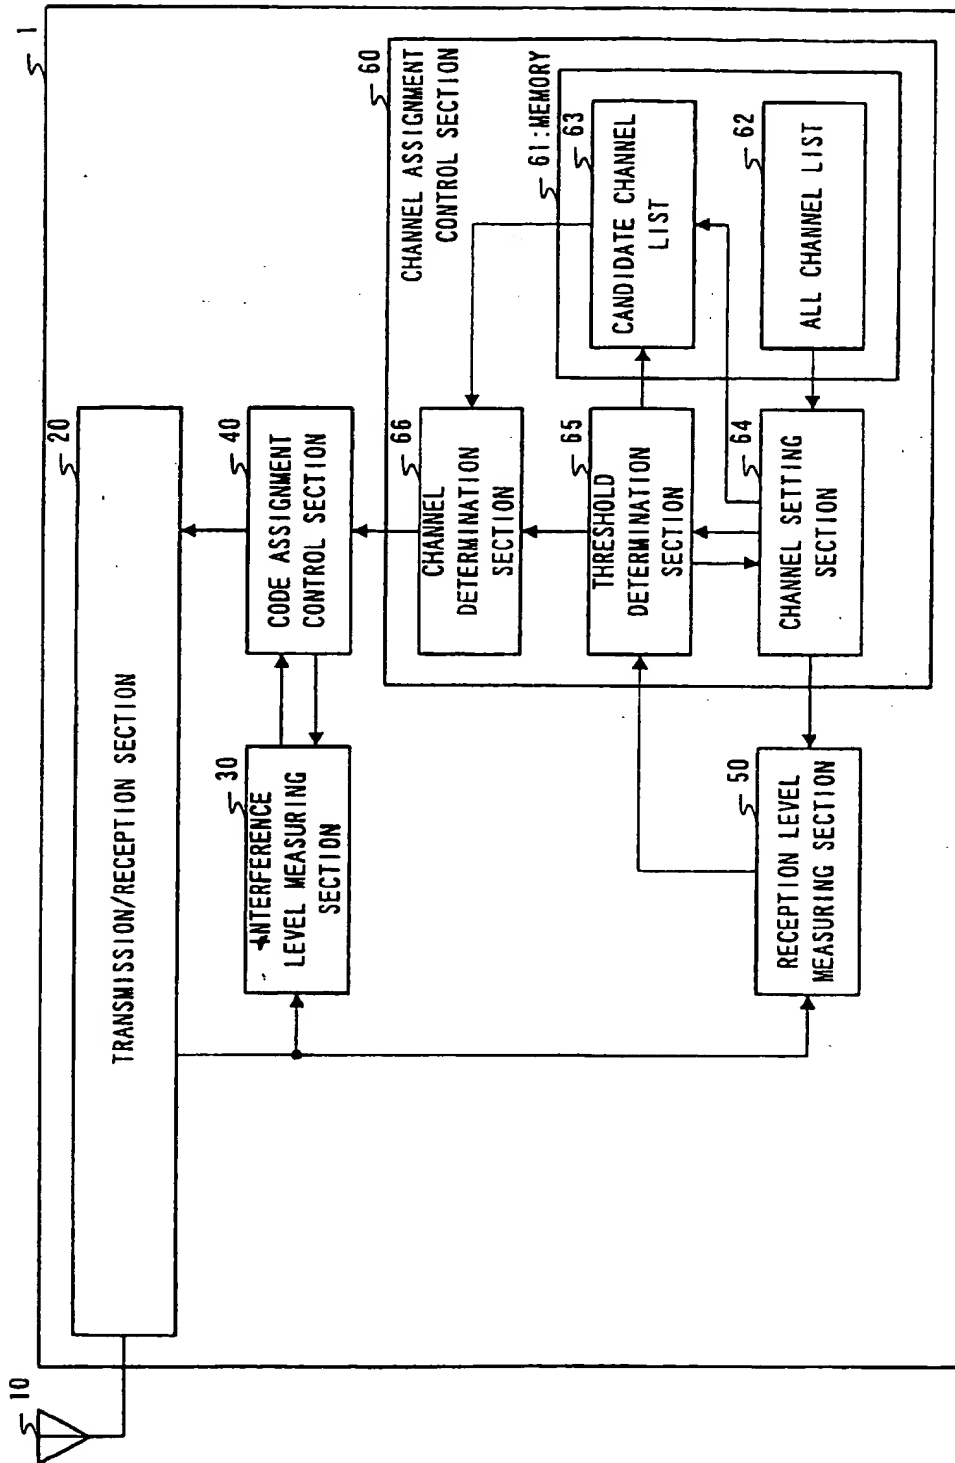 1
10
20
TRANSMISSION/RECEPTION SECTION
30
INTERFERENCE
LEVEL MEASURING
SECTION
40
CODE ASSIGNMENT
CONTROL SECTION
60
CHANNEL ASSIGNMENT
CONTROL SECTION
66
CHANNEL
DETERMINATION
SECTION
61:MEMORY
63
CANDIDATE CHANNEL
LIST
65
THRESHOLD
DETERMINATION
SECTION
62
ALL CHANNEL LIST
64
CHANNEL SETTING
SECTION
50
RECEPTION LEVEL
MEASURING SECTION